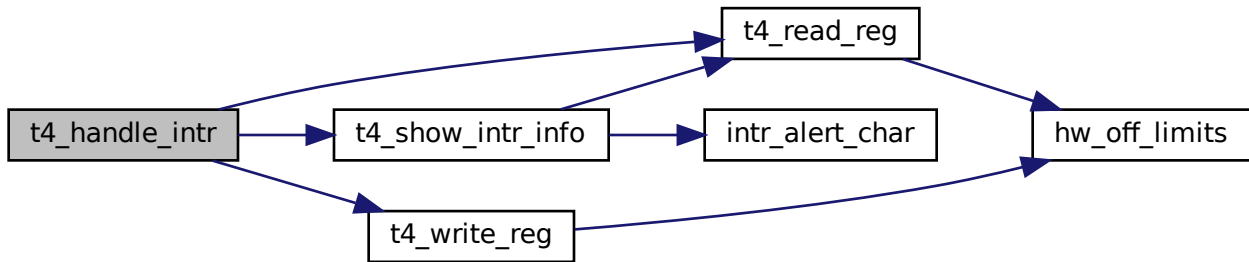 t4_read_reg
t4_handle_intr
t4_show_intr_info
intr_alert_char
hw_off_limits
t4_write_reg